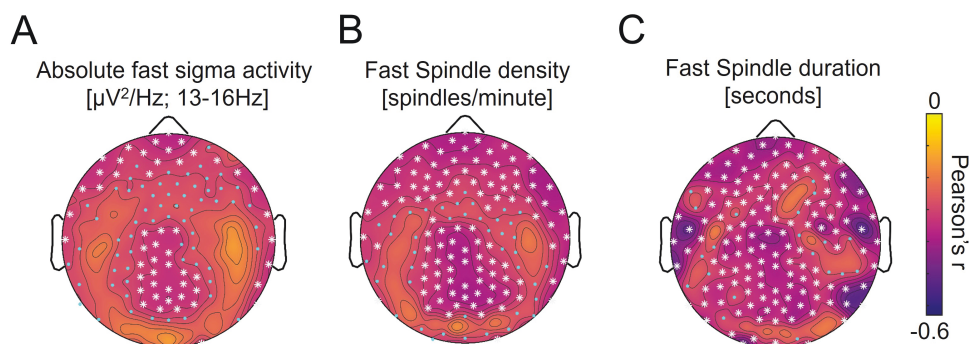 A
Absolute fast sigma activity
[µV²/Hz; 13-16Hz]
B
Fast Spindle density
[spindles/minute]
C
Fast Spindle duration
[seconds]
0
Pearson's r
-0.6